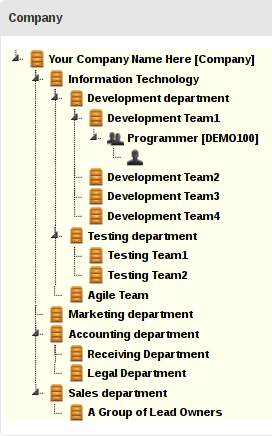 Company
Your Company Name Here [Company]
Information Technology
Development department
Development Team1
Programmer [DEMO100]
Development Team2
Development Team3
Development Team4
Testing department
Testing Team1
Testing Team2
Agile Team
Marketing department
Accounting department
Receiving Department
Legal Department
Sales department
A Group of Lead Owners